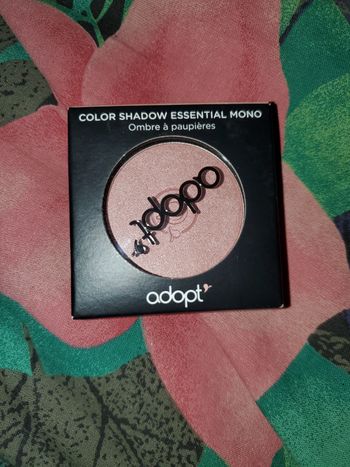 COLOR SHADOW ESSENTIAL MONO
Ombre à paupières
adopt'
adopt'